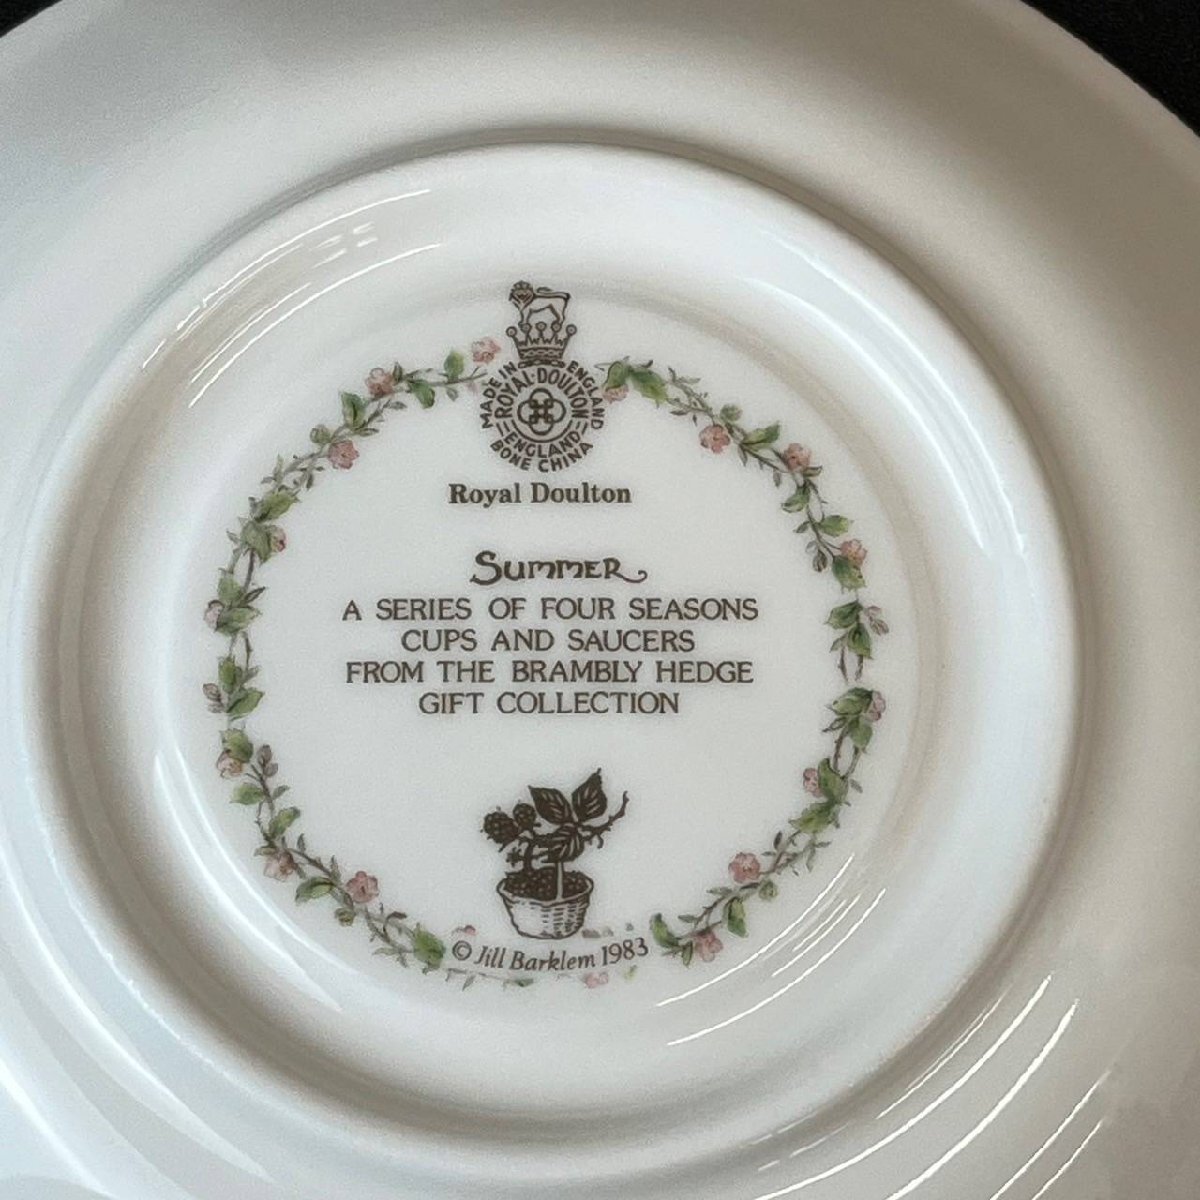 MADE IN ENGLAND
ROYAL·DOULTON
ENGLAND
BONE CHINA
Royal Doulton
SUMMER
A SERIES OF FOUR SEASONS
CUPS AND SAUCERS
FROM THE BRAMBLY HEDGE
GIFT COLLECTION
© Jill Barklem 1983